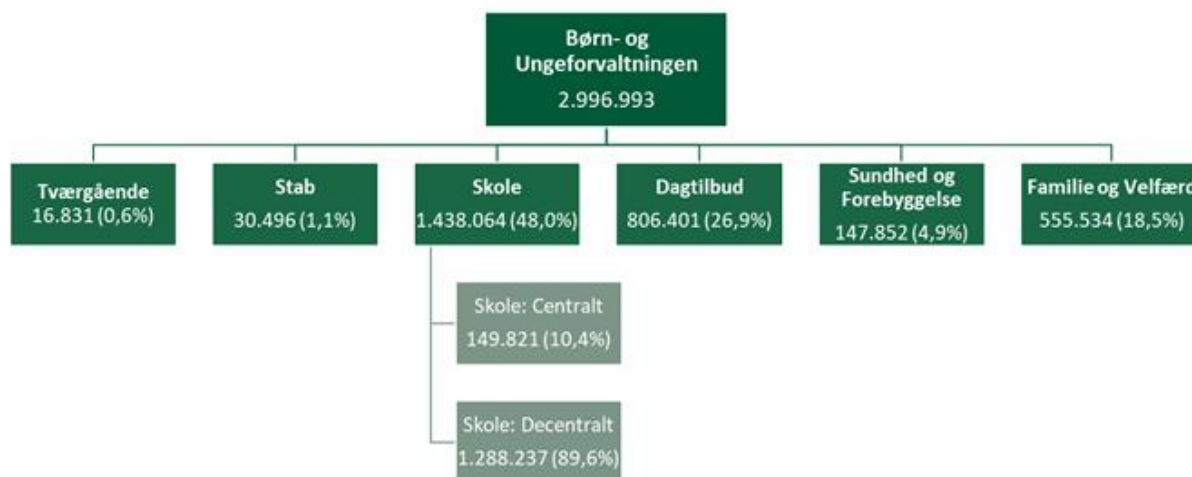 Børn- og
Ungeforvaltningen
2.996.993
Tværgående
16.831 (0,6%)
Stab
30.496 (1,1%)
Skole
1.438.064 (48,0%)
Dagtilbud
806.401 (26,9%)
Sundhed og
Forebyggelse
147.852 (4,9%)
Familie og Velfærd
555.534 (18,5%)
Skole: Centralt
149.821 (10,4%)
Skole: Decentralt
1.288.237 (89,6%)